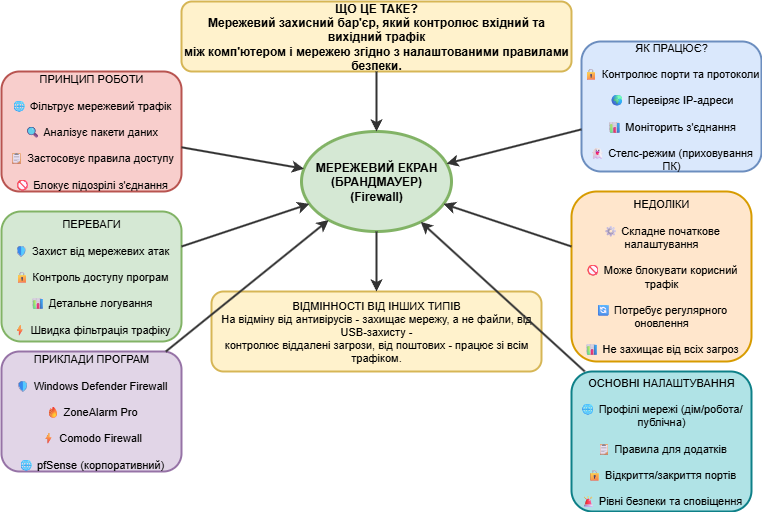 ЩО ЦЕ ТАКЕ?
Мережевий захисний бар'єр, який контролює вхідний та
вихідний трафік
між комп'ютером і мережею згідно з налаштованими правилами
безпеки.
ПРИНЦИП РОБОТИ
🌐 Фільтрує мережевий трафік
🔍 Аналізує пакети даних
📋 Застосовує правила доступу
🚫 Блокує підозрілі з'єднання
ЯК ПРАЦЮЄ?
🔒 Контролює порти та протоколи
🌍 Перевіряє IP-адреси
📊 Моніторить з'єднання
🚨 Стелс-режим (приховування
ПК)
МЕРЕЖЕВИЙ ЕКРАН
(БРАНДМАУЕР)
(Firewall)
ПЕРЕВАГИ
🛡️ Захист від мережевих атак
🔒 Контроль доступу програм
📊 Детальне логування
⚡ Швидка фільтрація трафіку
НЕДОЛІКИ
⚙️ Складне початкове
налаштування
🚫 Може блокувати корисний
трафік
🔄 Потребує регулярного
оновлення
📊 Не захищає від всіх загроз
ВІДМІННОСТІ ВІД ІНШИХ ТИПІВ
На відміну від антивірусів - захищає мережу, а не файли, від
USB-захисту -
контролює віддалені загрози, від поштових - працює зі всім
трафіком.
ПРИКЛАДИ ПРОГРАМ
🛡️ Windows Defender Firewall
🔥 ZoneAlarm Pro
⚡ Comodo Firewall
🌐 pfSense (корпоративний)
ОСНОВНІ НАЛАШТУВАННЯ
🌐 Профілі мережі (дім/робота/
публічна)
📋 Правила для додатків
🔒 Відкриття/закриття портів
🚨 Рівні безпеки та сповіщення